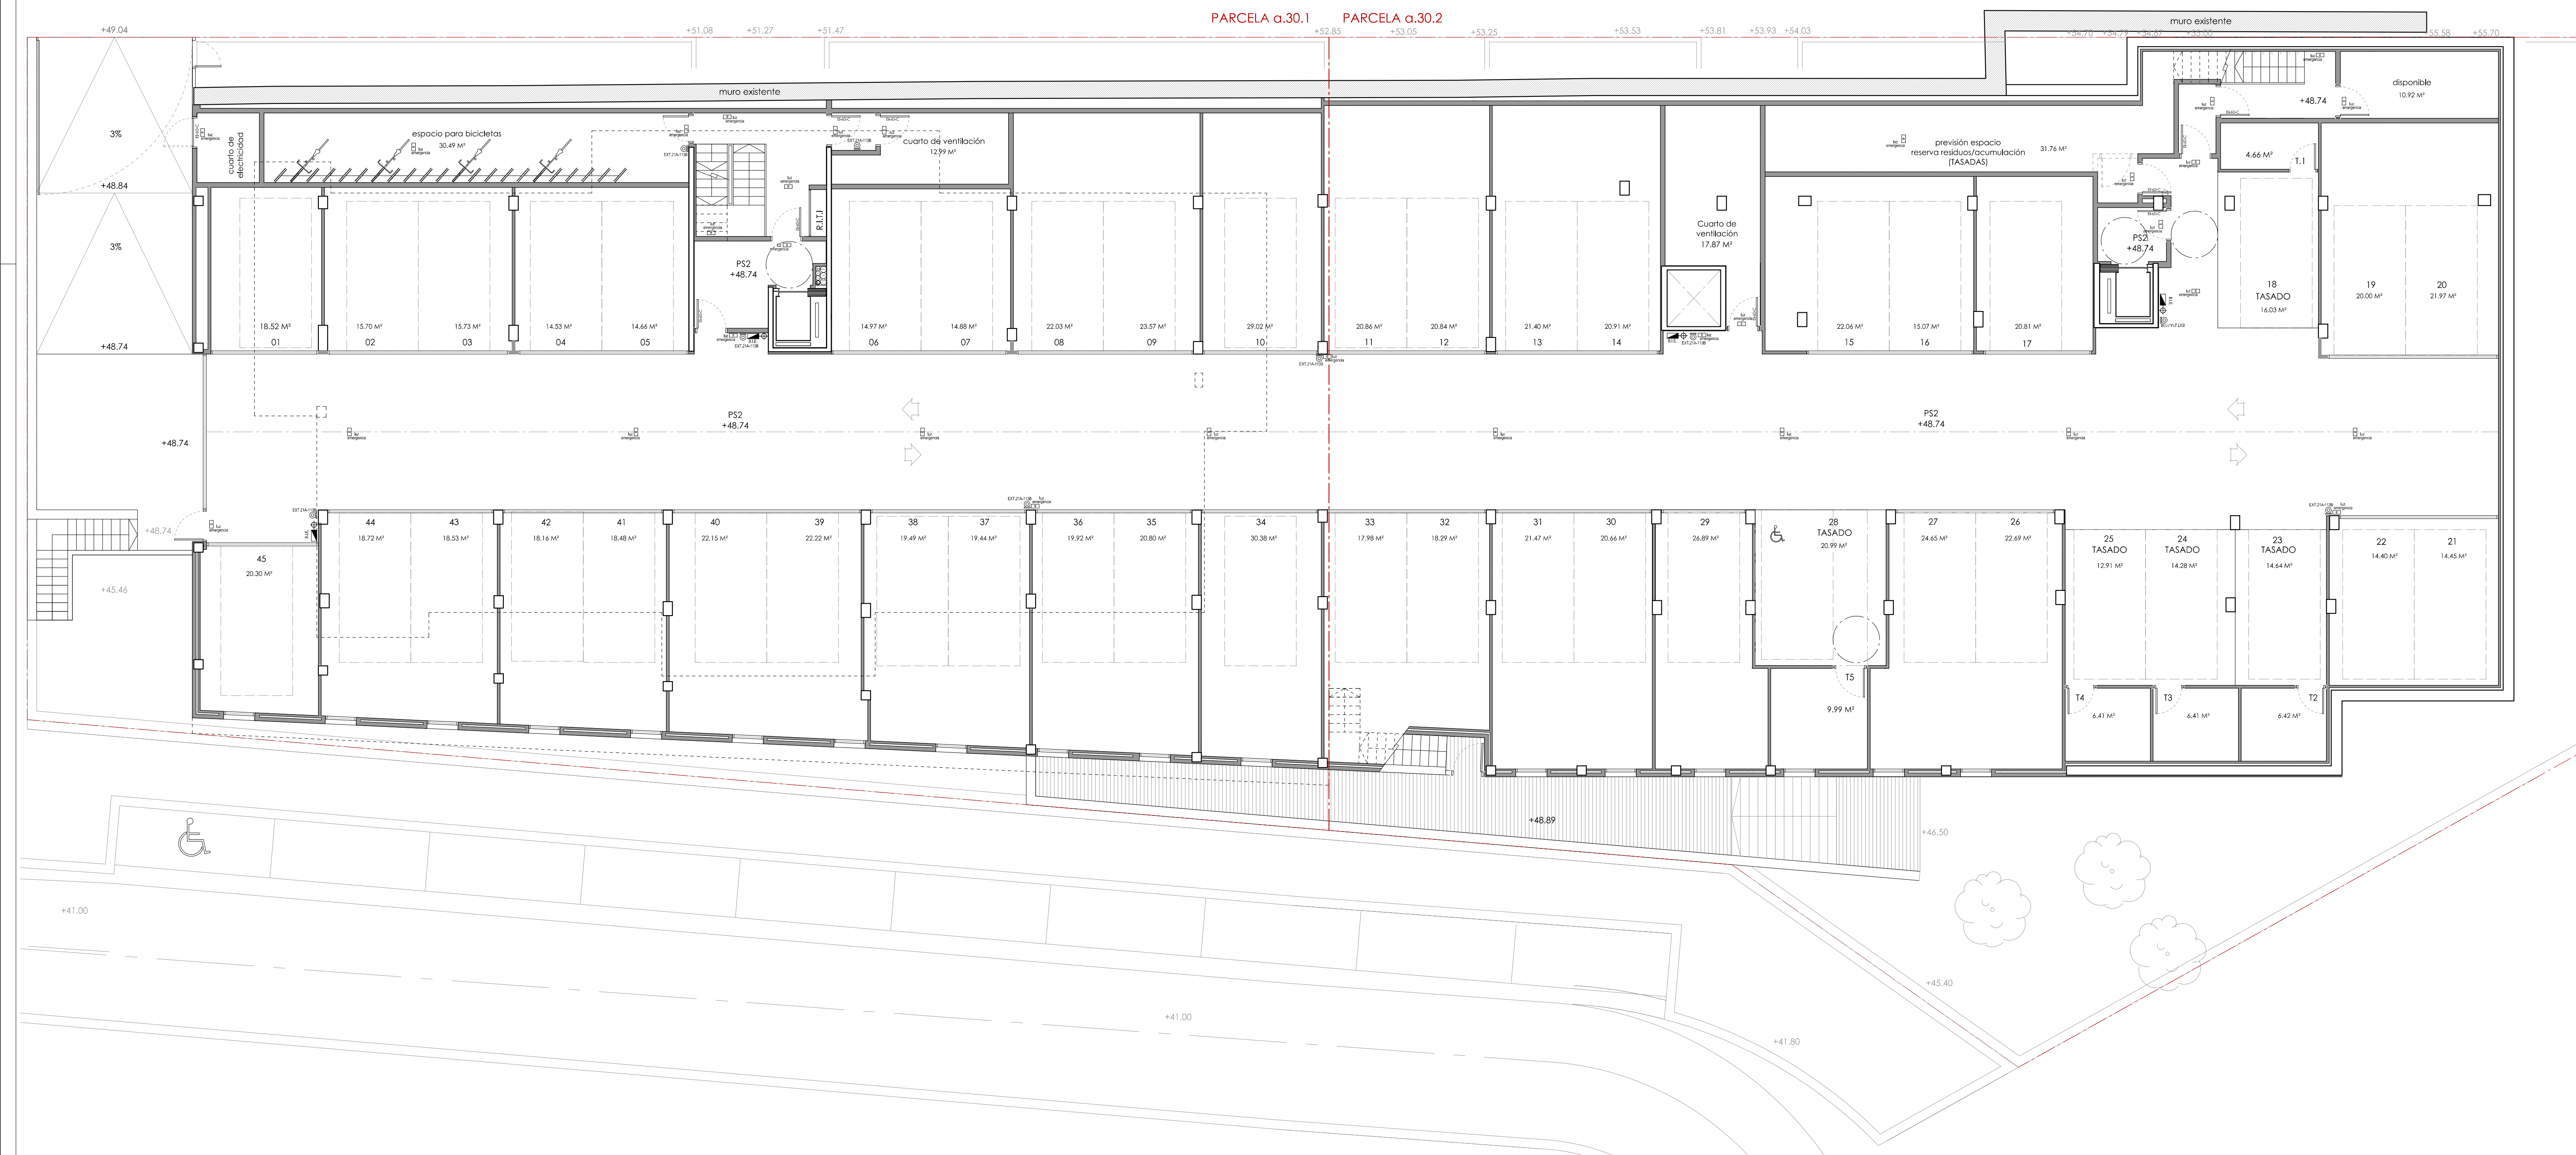 PARCELA a.30.1
PARCELA a.30.2
muro existente
+49.04
+51.08
+51.27
+51.47
+52.85
+53.05
+53.25
+53.53
+53.81
+53.93
+54.03
+54.70
+55.58
+55.70
muro existente
disponible
10.92 M²
+48.74
3%
cuarto de
electricidad
espacio para bicicletas
30.49 M²
cuarto de ventilación
12.99 M²
previsión espacio
reserva residuos/acumulación
(TASADAS)
31.76 M²
4.66 M²
T.1
+48.84
3%
R.I.T.I
Cuarto de
ventilación
17.87 M²
PS2
+48.74
PS2
+48.74
18
TASADO
16.03 M²
19
20.00 M²
20
21.97 M²
18.52 M²
15.70 M²
15.73 M²
14.53 M²
14.66 M²
14.97 M²
14.88 M²
22.03 M²
23.57 M²
29.02 M²
20.86 M²
20.84 M²
21.40 M²
20.91 M²
22.06 M²
15.07 M²
20.81 M²
+48.74
01
02
03
04
05
06
07
08
09
10
11
12
13
14
15
16
17
EXT.21A-113B
luz
emergencia
PS2
+48.74
PS2
+48.74
+48.74
+48.74
44
43
42
41
40
39
38
37
36
35
34
33
32
31
30
29
28
TASADO
20.99 M²
27
26
18.72 M²
18.53 M²
18.16 M²
18.48 M²
22.15 M²
22.22 M²
19.49 M²
19.44 M²
19.92 M²
20.80 M²
30.38 M²
17.98 M²
18.29 M²
21.47 M²
20.66 M²
26.89 M²
24.65 M²
22.69 M²
25
TASADO
12.91 M²
24
TASADO
14.28 M²
23
TASADO
14.64 M²
22
14.40 M²
21
14.45 M²
45
20.30 M²
+45.46
T5
9.99 M²
T4
6.41 M²
T3
6.41 M²
T2
6.42 M²
+48.89
+46.50
+41.00
+45.40
+41.00
+41.80